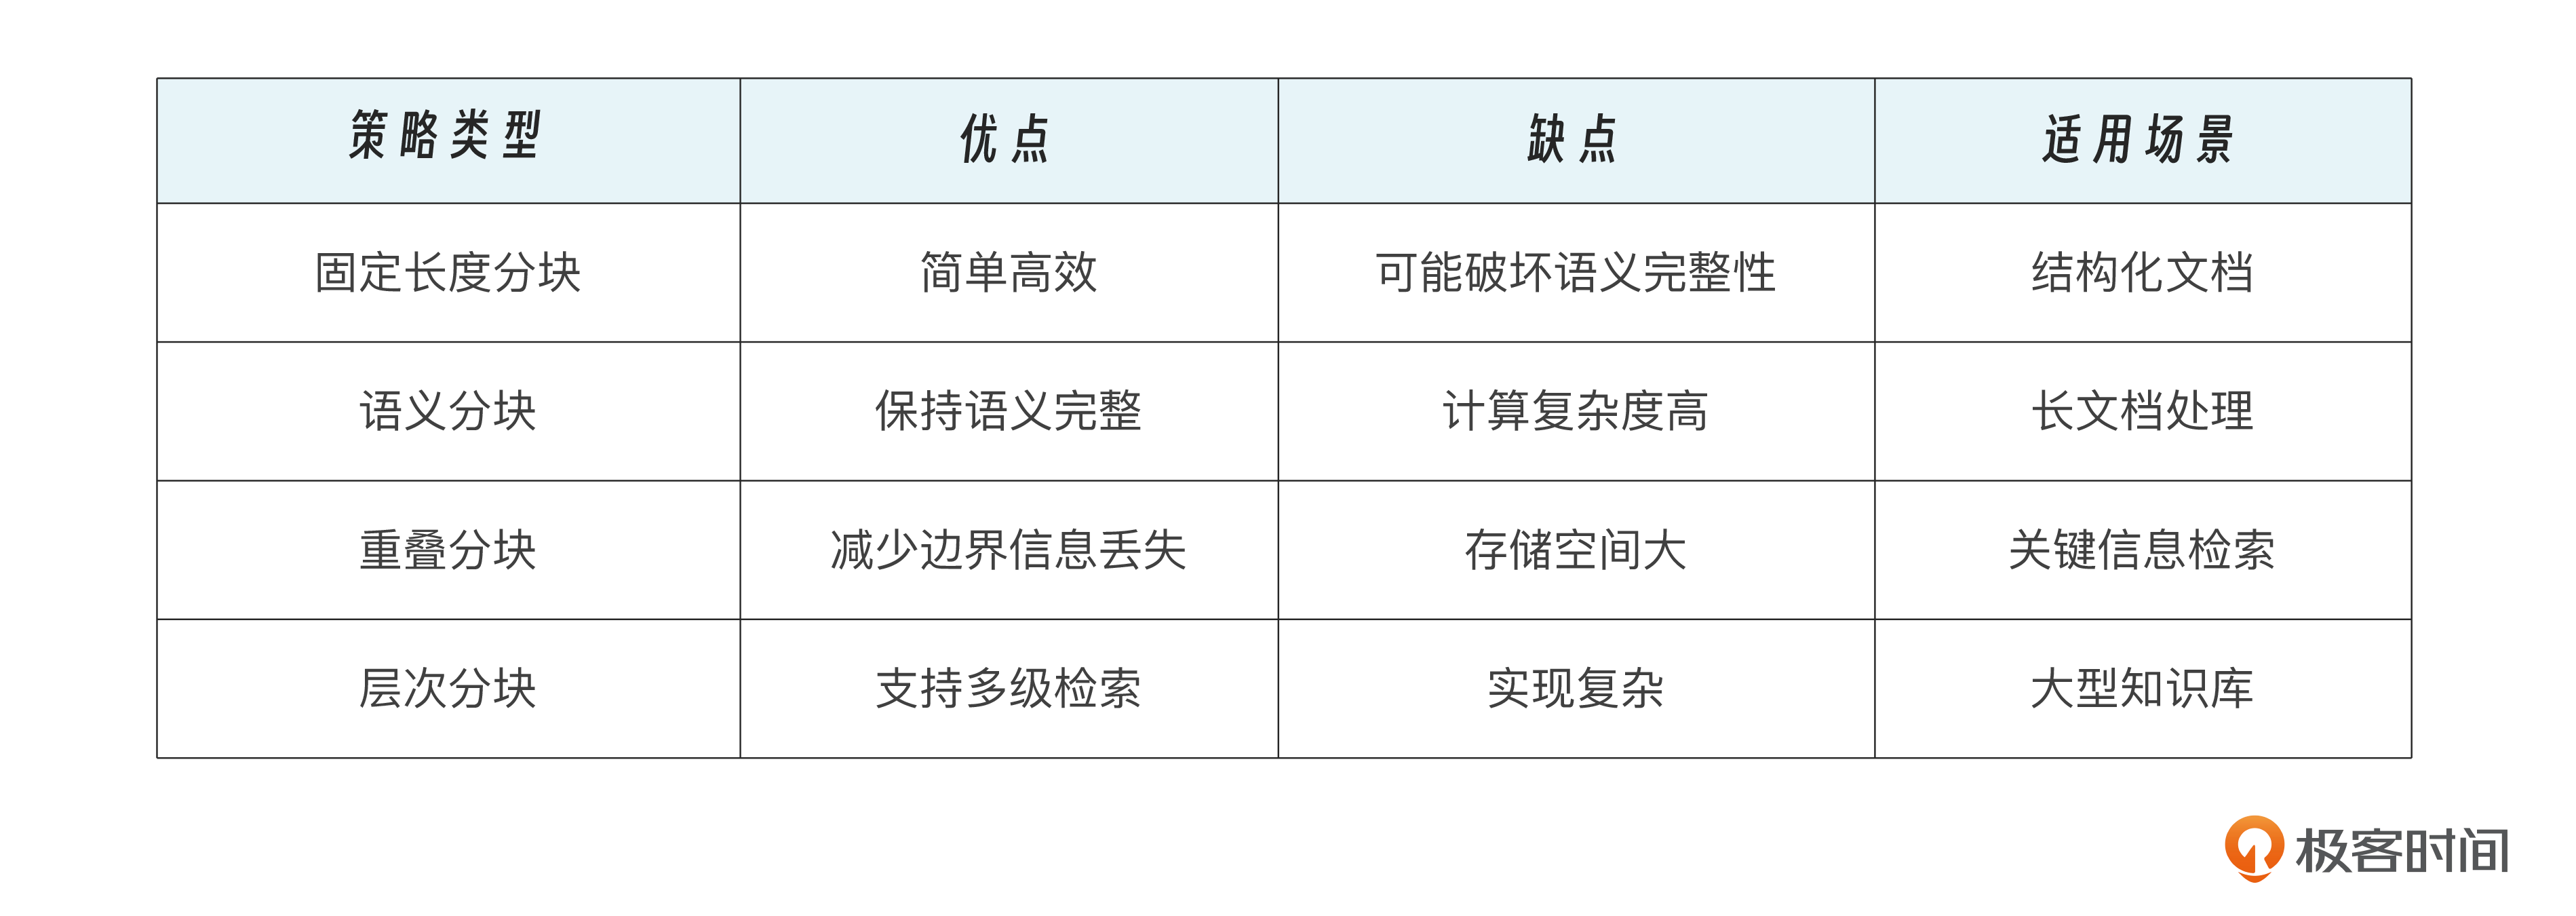 策略类型 优点 缺点 适用场景
固定长度分块 简单高效 可能破坏语义完整性 结构化文档
语义分块 保持语义完整 计算复杂度高 长文档处理
重叠分块 减少边界信息丢失 存储空间大 关键信息检索
层次分块 支持多级检索 实现复杂 大型知识库
极客时间